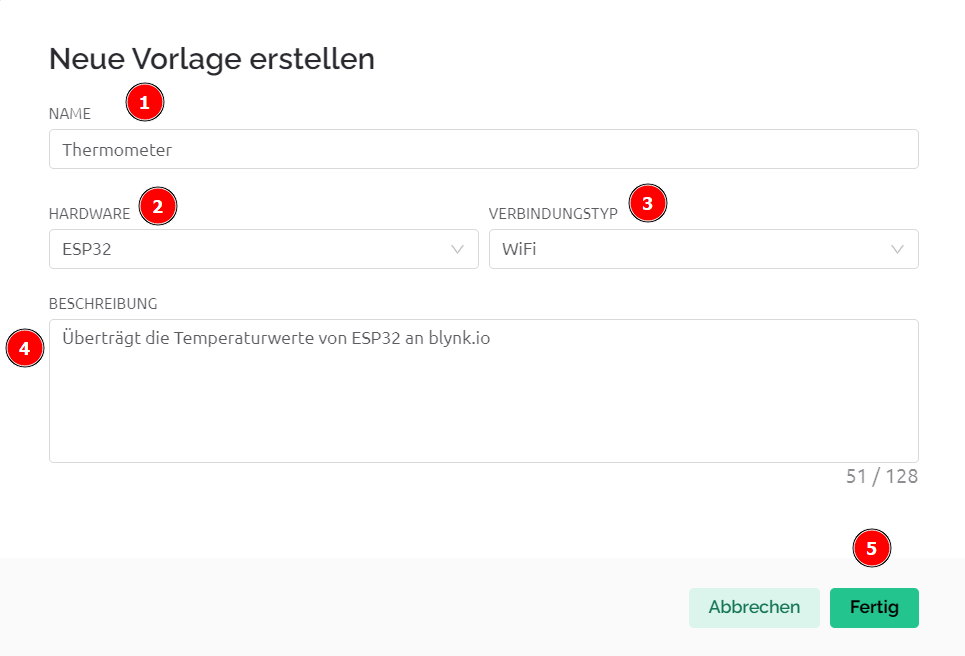 Neue Vorlage erstellen
1
NAME
Thermometer
2
3
HARDWARE
VERBINDUNGSTYP
ESP32
WiFi
BESCHREIBUNG
4
Überträgt die Temperaturwerte von ESP32 an blynk.io
51 / 128
5
Abbrechen
Fertig